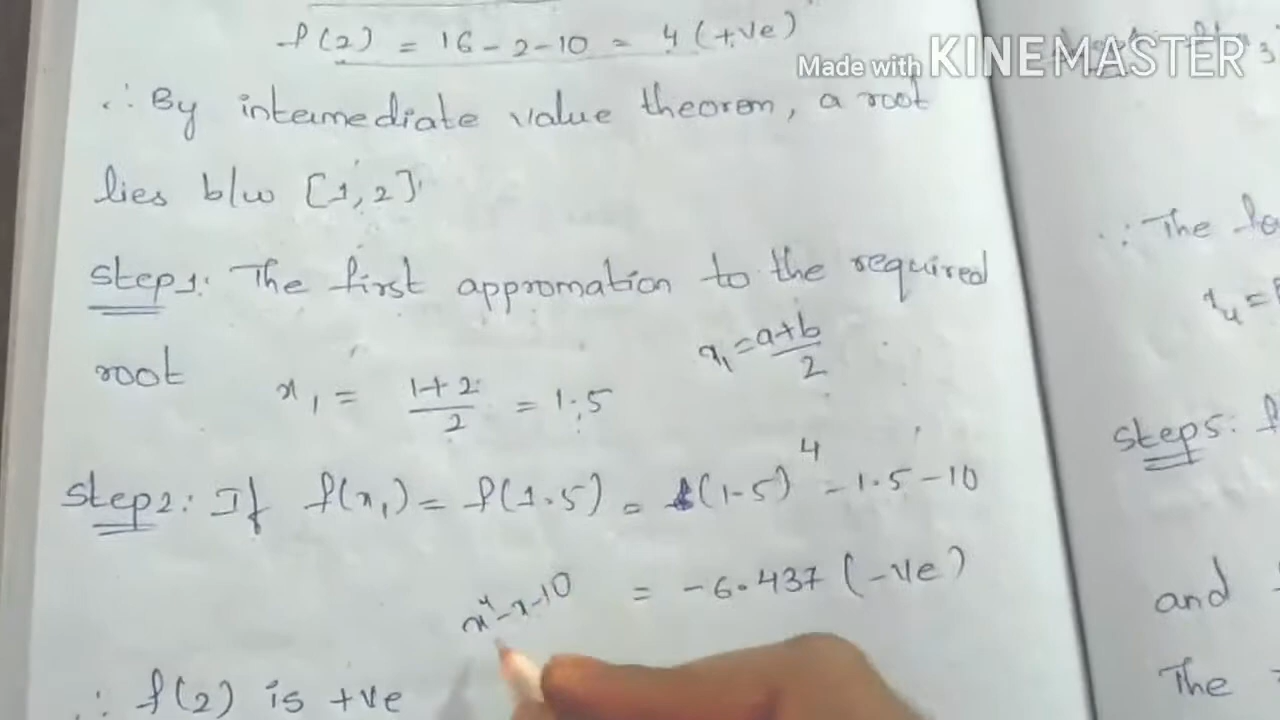 f(2) = 16 - 2 - 10 = 4 (+ve)
Made with KINEMASTER
∴ By intemediate value theorem, a root
lies b/w [1, 2]
Step1: The first appromation to the required
root x₁ = (1+2)/2 = 1.5 x₁ = (a+b)/2
Step2: If f(x₁) = f(1.5) = (1.5)⁴ - 1.5 - 10
x⁴-x-10 = -6.437 (-ve)
∴ f(2) is +ve
∴ The
x₄ =
Step5: f
and
The